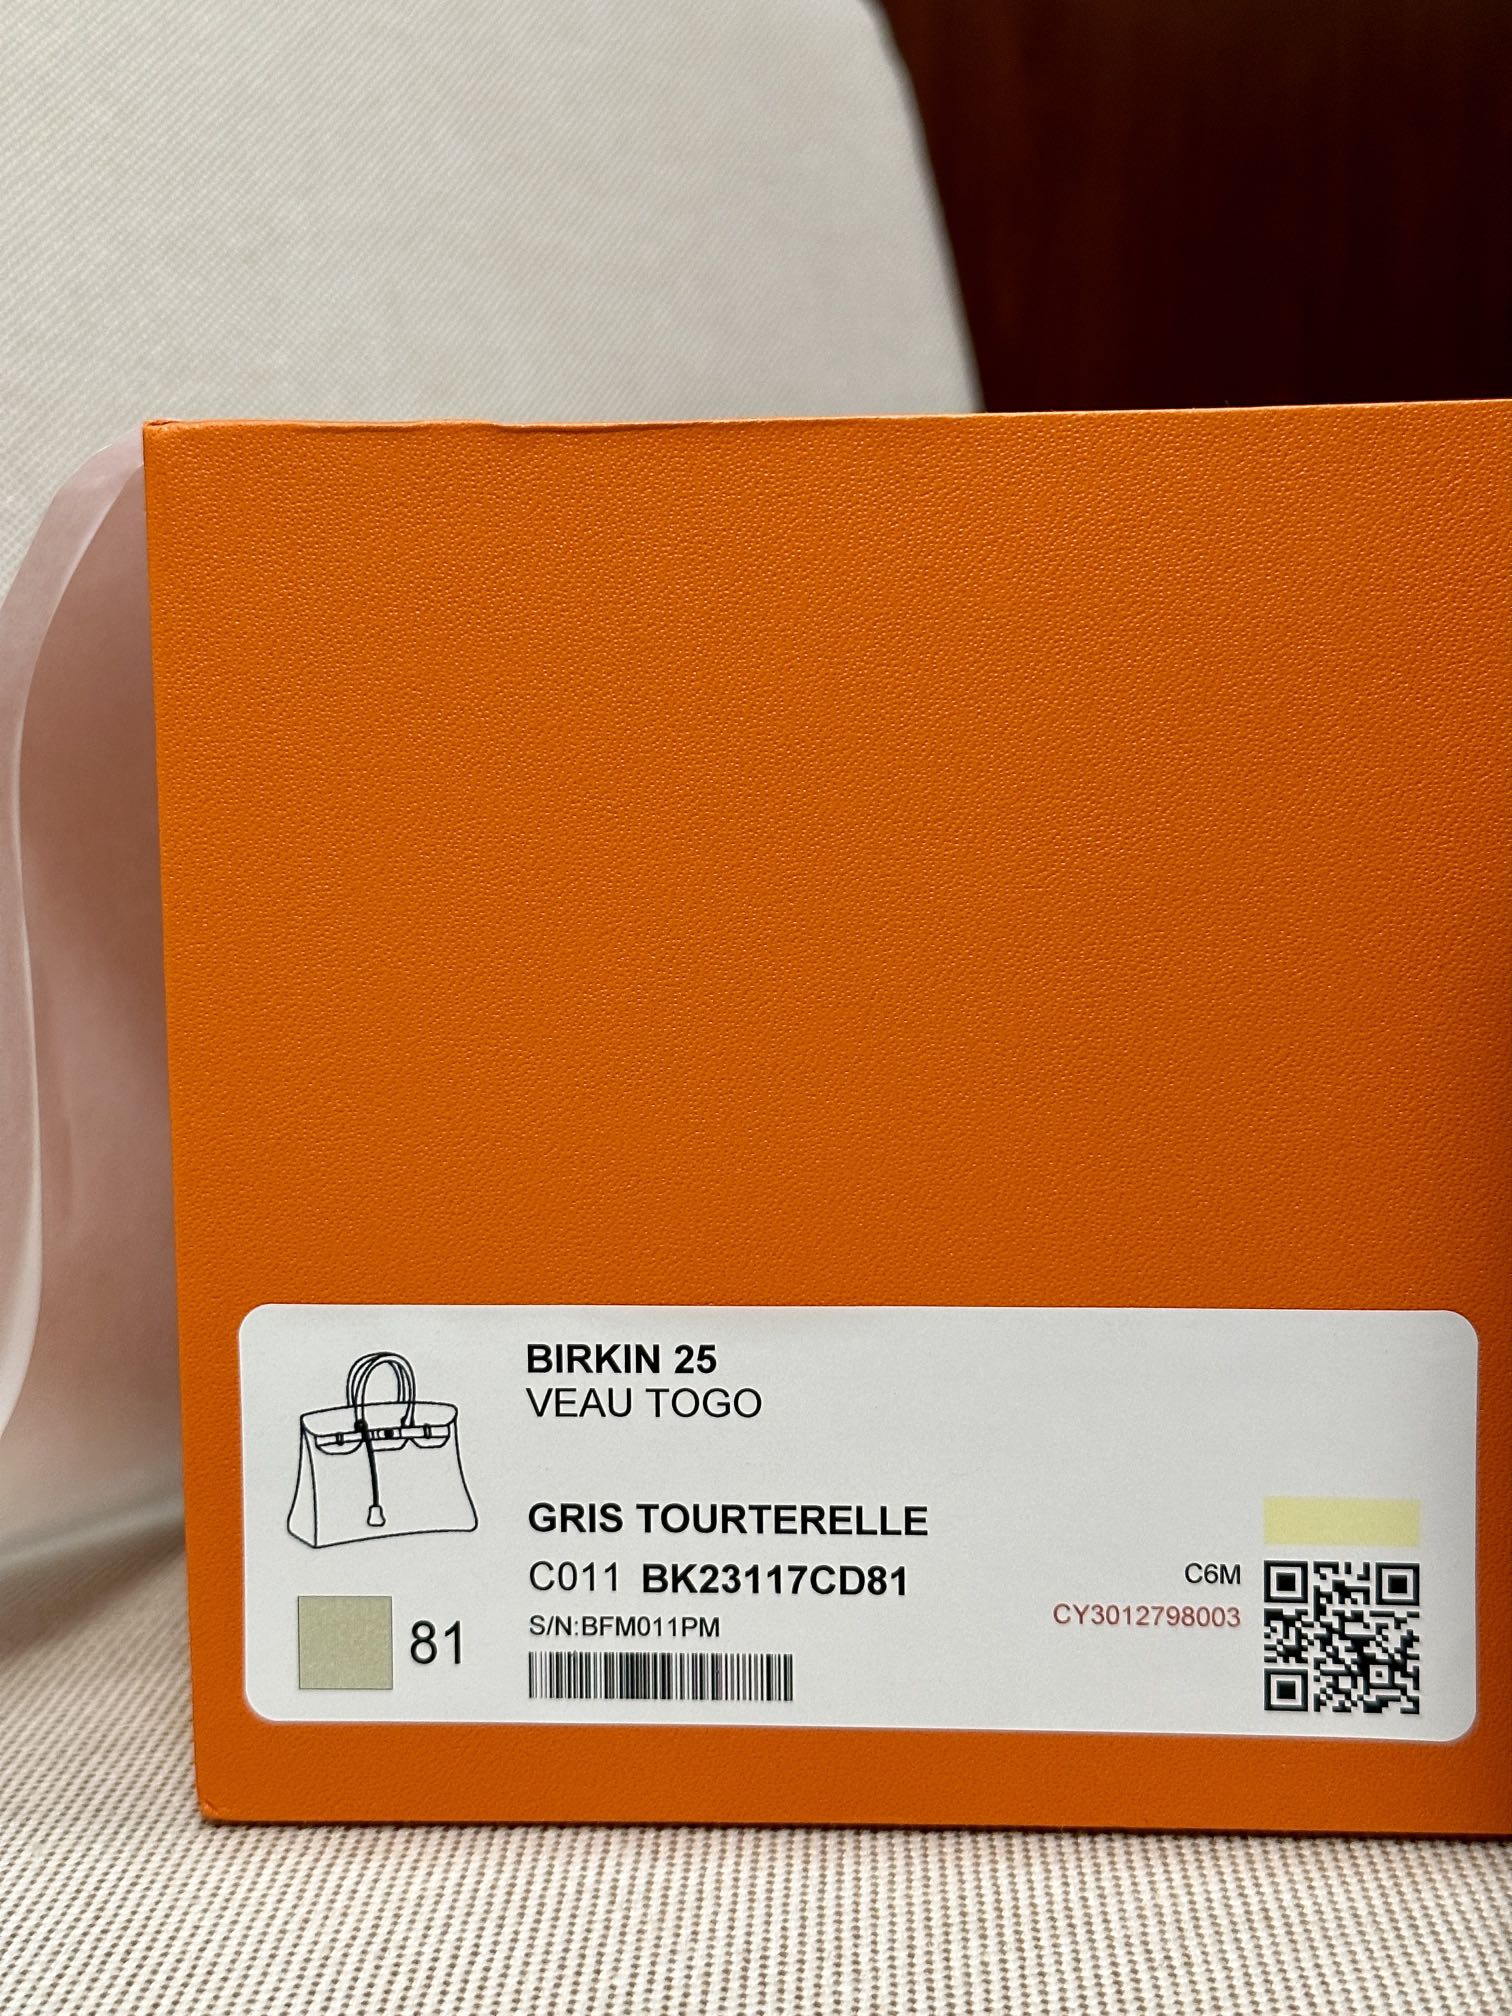 BIRKIN 25
VEAU TOGO
GRIS TOURTERELLE
C011 BK23117CD81
S/N:BFM011PM
81
C6M
CY3012798003